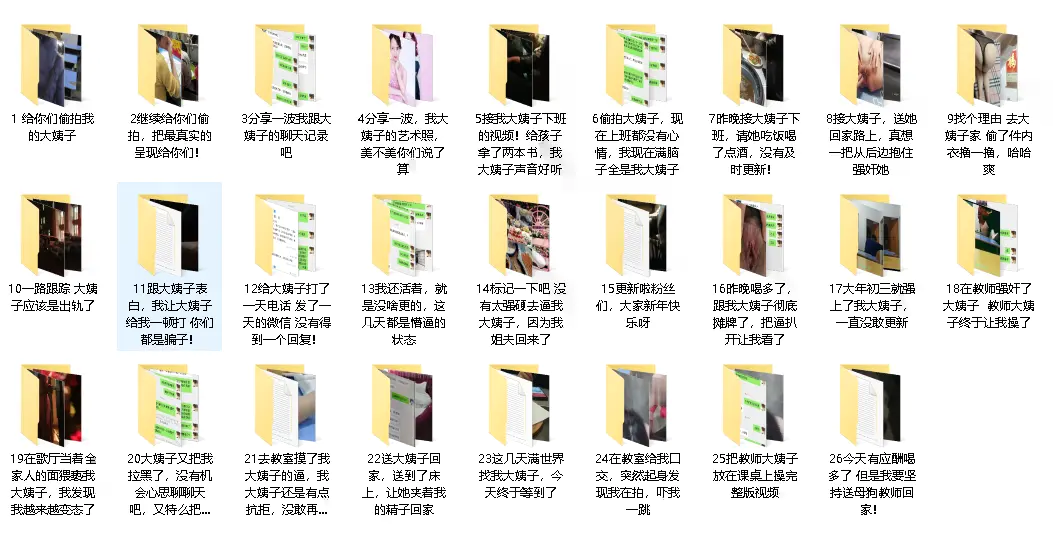 1 给你们偷拍我
的大姨子
2继续给你们偷
拍，把最真实的
呈现给你们！
3分享一波我跟大
姨子的聊天记录
吧
4分享一波，我大
姨子的艺术照，
美不美你们说了
算
5接我大姨子下班
的视频！给孩子
拿了两本书，我
大姨子声音好听
6偷拍大姨子，现
在上班都没有心
情，我现在满脑
子全是我大姨子
7昨晚接大姨子下
班，请她吃饭喝
了点酒，没有及
时更新！
8接大姨子，送她
回家路上，真想
一把从后边抱住
强奸她
9找个理由 去大
姨子家 偷了件内
衣撸一撸，哈哈
爽
10一路跟踪 大姨
子应该是出轨了
11跟大姨子表
白，我让大姨子
给我一顿打 你们
都是骗子！
12给大姨子打了
一天电话 发了一
天的微信 没有得
到一个回复！
13我还活着，就
是没啥更的，这
几天都是懵逼的
状态
14标记一下吧 没
有太强硬去逼我
大姨子，因为我
姐夫回来了
15更新啦粉丝
们，大家新年快
乐呀
16昨晚喝多了，
跟我大姨子彻底
摊牌了，把逼扒
开让我看了
17大年初三就强
上了我大姨子，
一直没敢更新
18在教师强奸了
大姨子 教师大姨
子终于让我操了
19在歌厅当着全
家人的面猥亵我
大姨子，我发现
我越来越变态了
20大姨子又把我
拉黑了，没有机
会心思聊聊天
吧，又特么把...
21去教室摸了我
大姨子的逼，我
大姨子还是有点
抗拒，没敢再...
22送大姨子回
家，送到了床
上，让她夹着我
的精子回家
23这几天满世界
找我大姨子，今
天终于等到了
24在教室给我口
交，突然起身发
现我在拍，吓我
一跳
25把教师大姨子
放在课桌上操完
整版视频
26今天有应酬喝
多了 但是我要坚
持送母狗教师回
家！